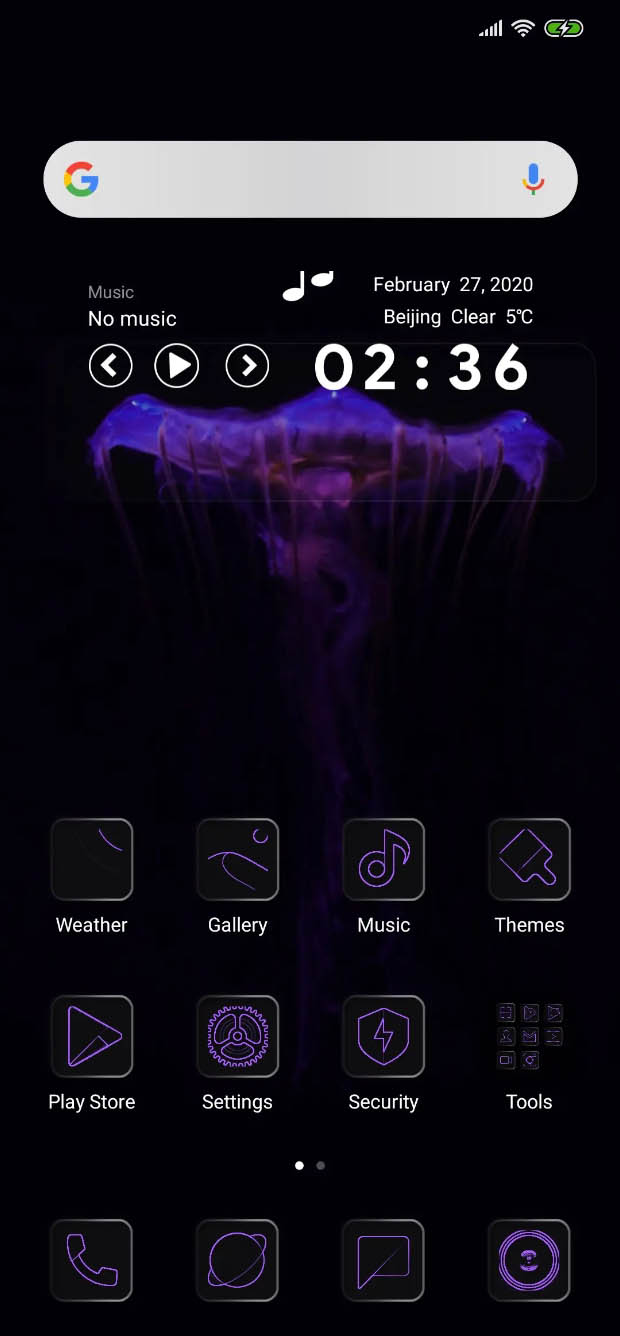 Music
No music
February 27, 2020
Beijing Clear 5℃
02:36
Weather
Gallery
Music
Themes
Play Store
Settings
Security
Tools